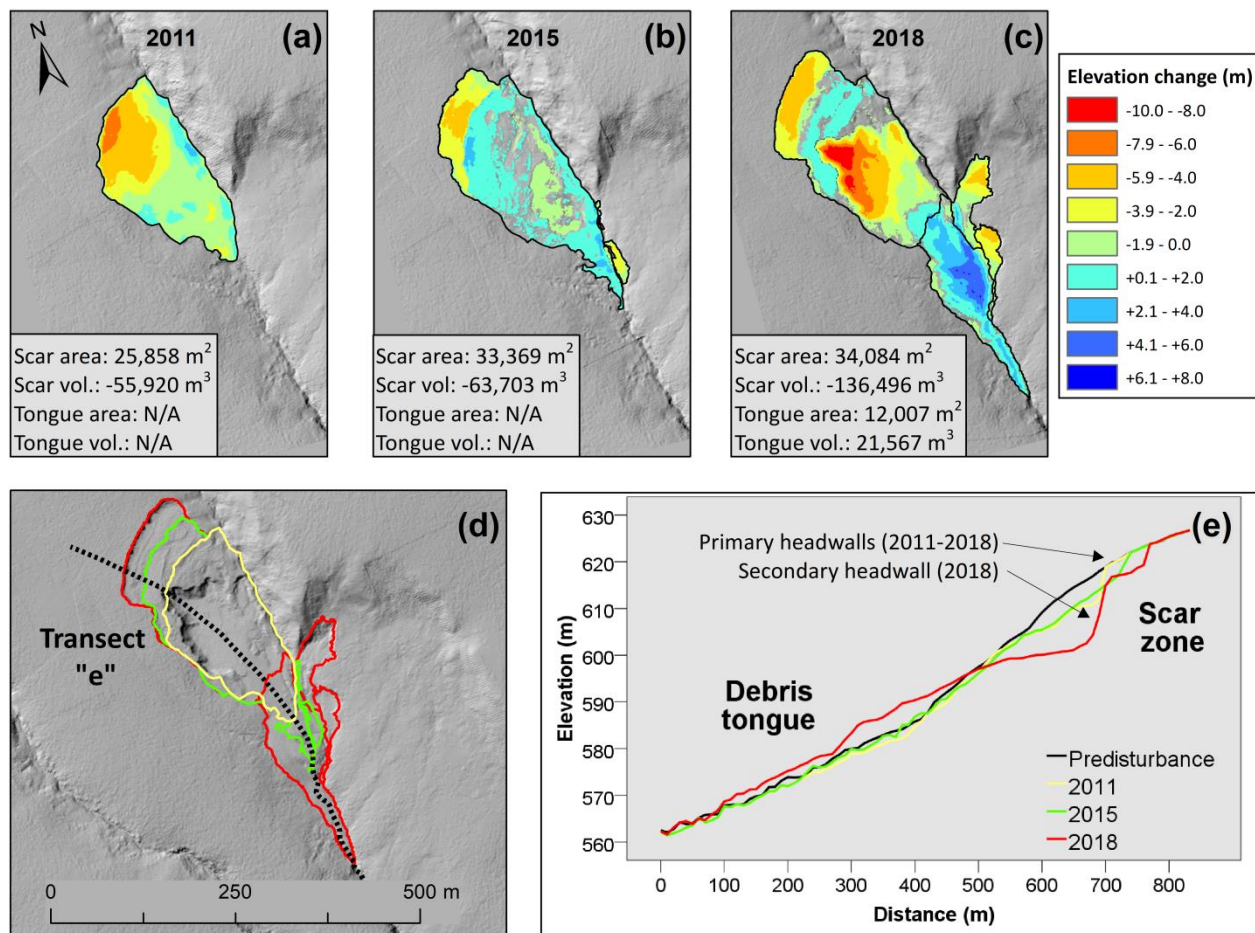 N
2011
(a)
Scar area: 25,858 m²
Scar vol.: -55,920 m³
Tongue area: N/A
Tongue vol.: N/A
2015
(b)
Scar area: 33,369 m²
Scar vol: -63,703 m³
Tongue area: N/A
Tongue vol.: N/A
2018
(c)
Scar area: 34,084 m²
Scar vol.: -136,496 m³
Tongue area: 12,007 m²
Tongue vol.: 21,567 m³
Elevation change (m)
-10.0 - -8.0
-7.9 - -6.0
-5.9 - -4.0
-3.9 - -2.0
-1.9 - 0.0
+0.1 - +2.0
+2.1 - +4.0
+4.1 - +6.0
+6.1 - +8.0
(d)
Transect
"e"
0 250 500 m
(e)
Primary headwalls (2011-2018)
Secondary headwall (2018)
Scar
zone
Debris
tongue
Predisturbance
2011
2015
2018
Elevation (m)
630
620
610
600
590
580
570
560
0 100 200 300 400 500 600 700 800
Distance (m)